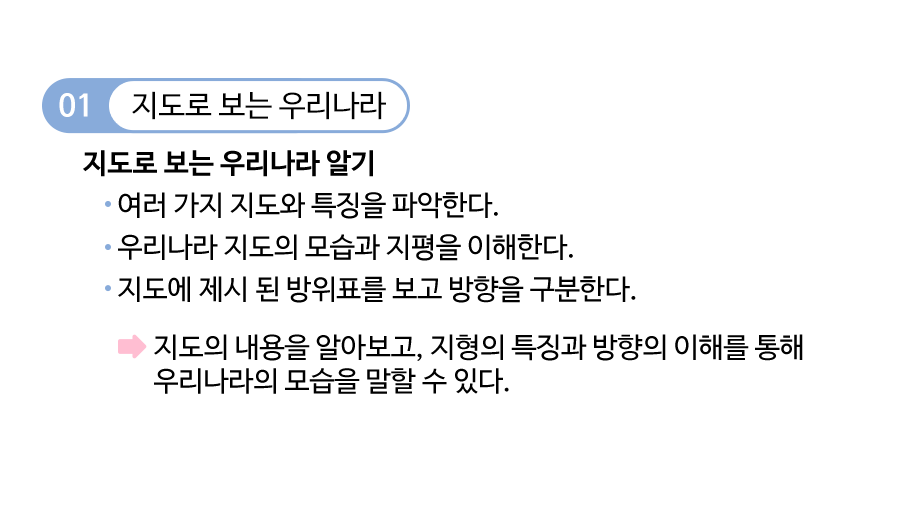 01 지도로 보는 우리나라
지도로 보는 우리나라 알기
• 여러 가지 지도와 특징을 파악한다.
• 우리나라 지도의 모습과 지평을 이해한다.
• 지도에 제시 된 방위표를 보고 방향을 구분한다.
지도의 내용을 알아보고, 지형의 특징과 방향의 이해를 통해
우리나라의 모습을 말할 수 있다.